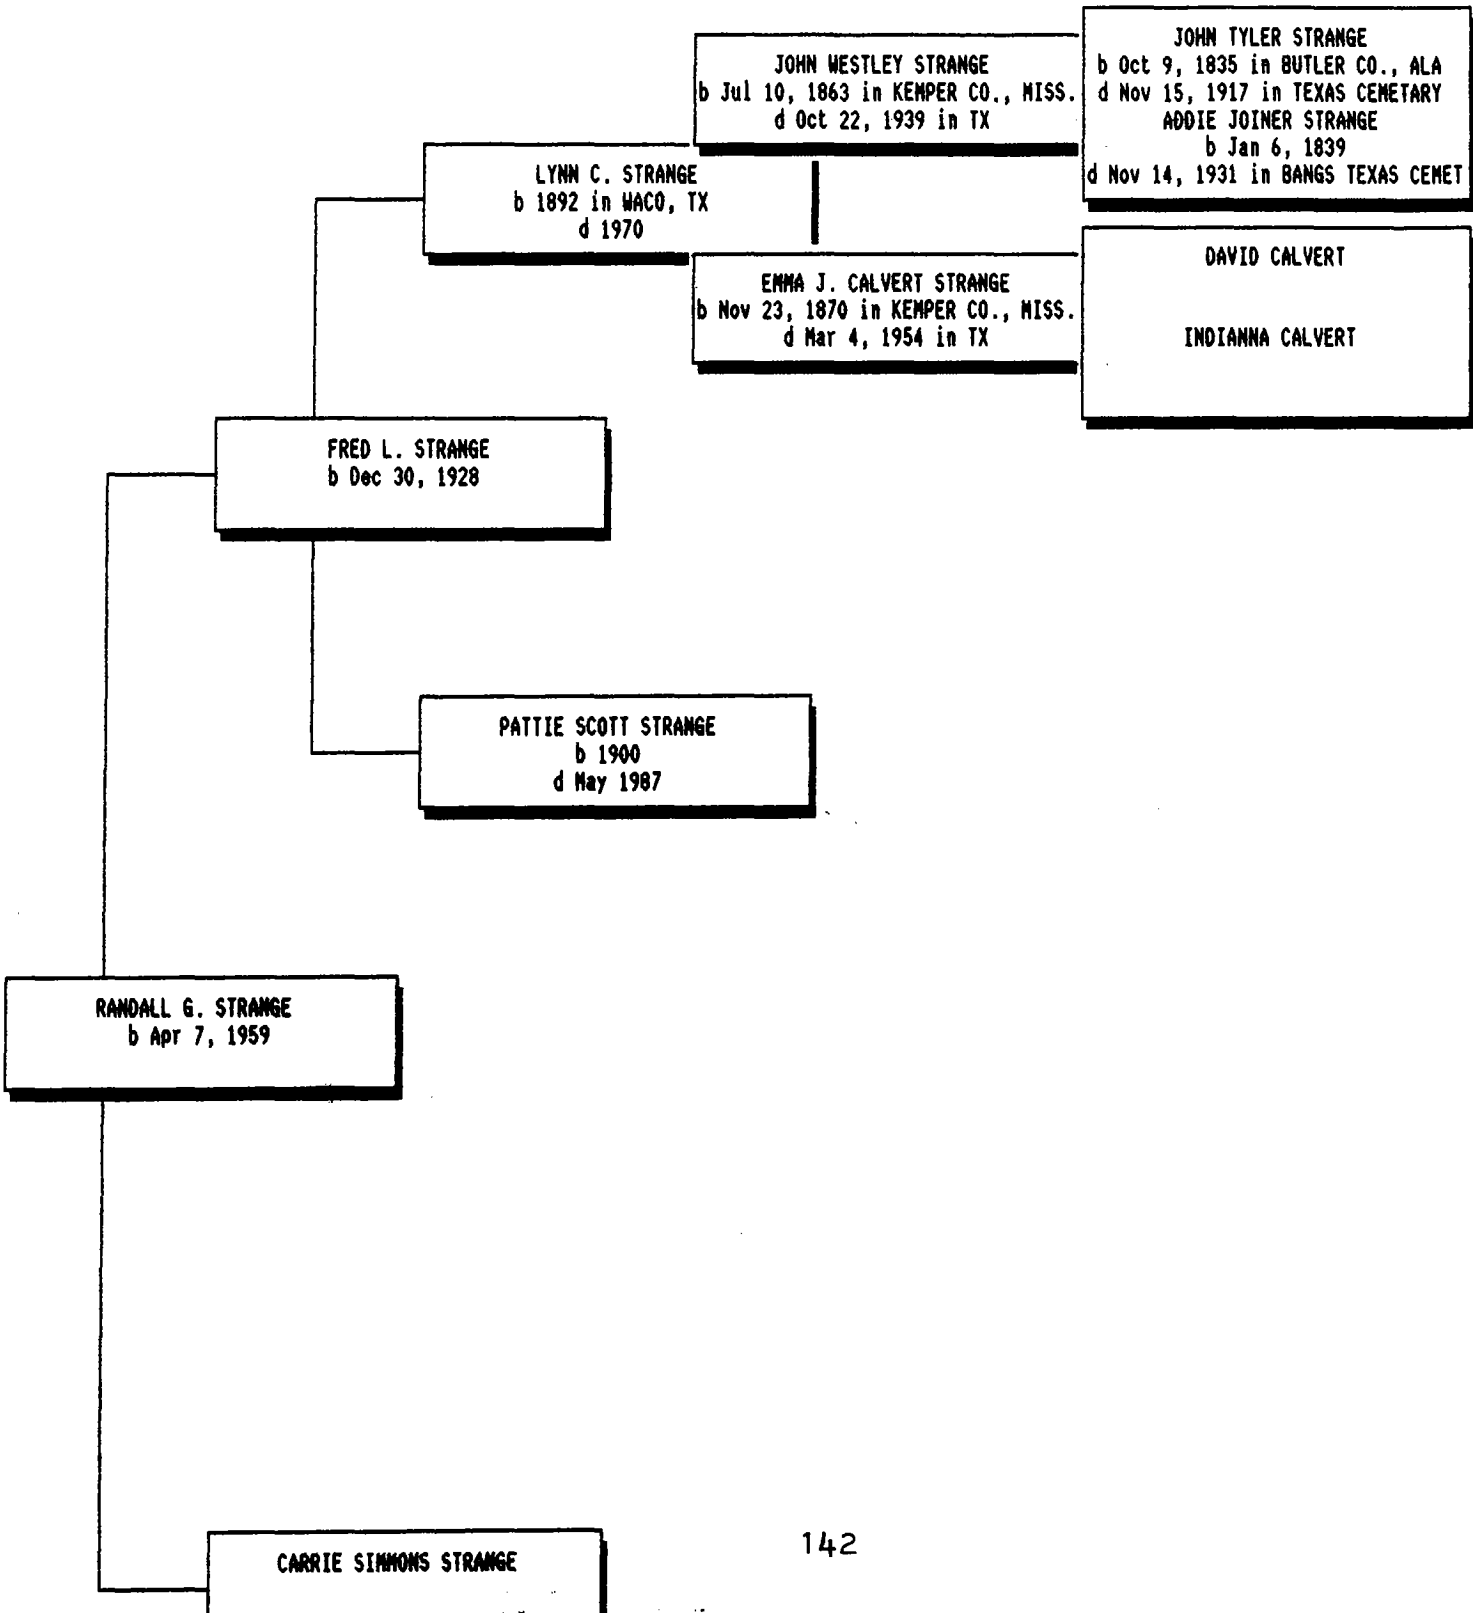 JOHN TYLER STRANGE
b Oct 9, 1835 in BUTLER CO., ALA
d Nov 15, 1917 in TEXAS CEMETARY
ADDIE JOINER STRANGE
b Jan 6, 1839
d Nov 14, 1931 in BANGS TEXAS CEMET
JOHN WESTLEY STRANGE
b Jul 10, 1863 in KEMPER CO., MISS.
d Oct 22, 1939 in TX
LYNN C. STRANGE
b 1892 in WACO, TX
d 1970
DAVID CALVERT
INDIANNA CALVERT
EMMA J. CALVERT STRANGE
b Nov 23, 1870 in KEMPER CO., MISS.
d Mar 4, 1954 in TX
FRED L. STRANGE
b Dec 30, 1928
PATTIE SCOTT STRANGE
b 1900
d May 1987
RANDALL G. STRANGE
b Apr 7, 1959
CARRIE SIMMONS STRANGE
142